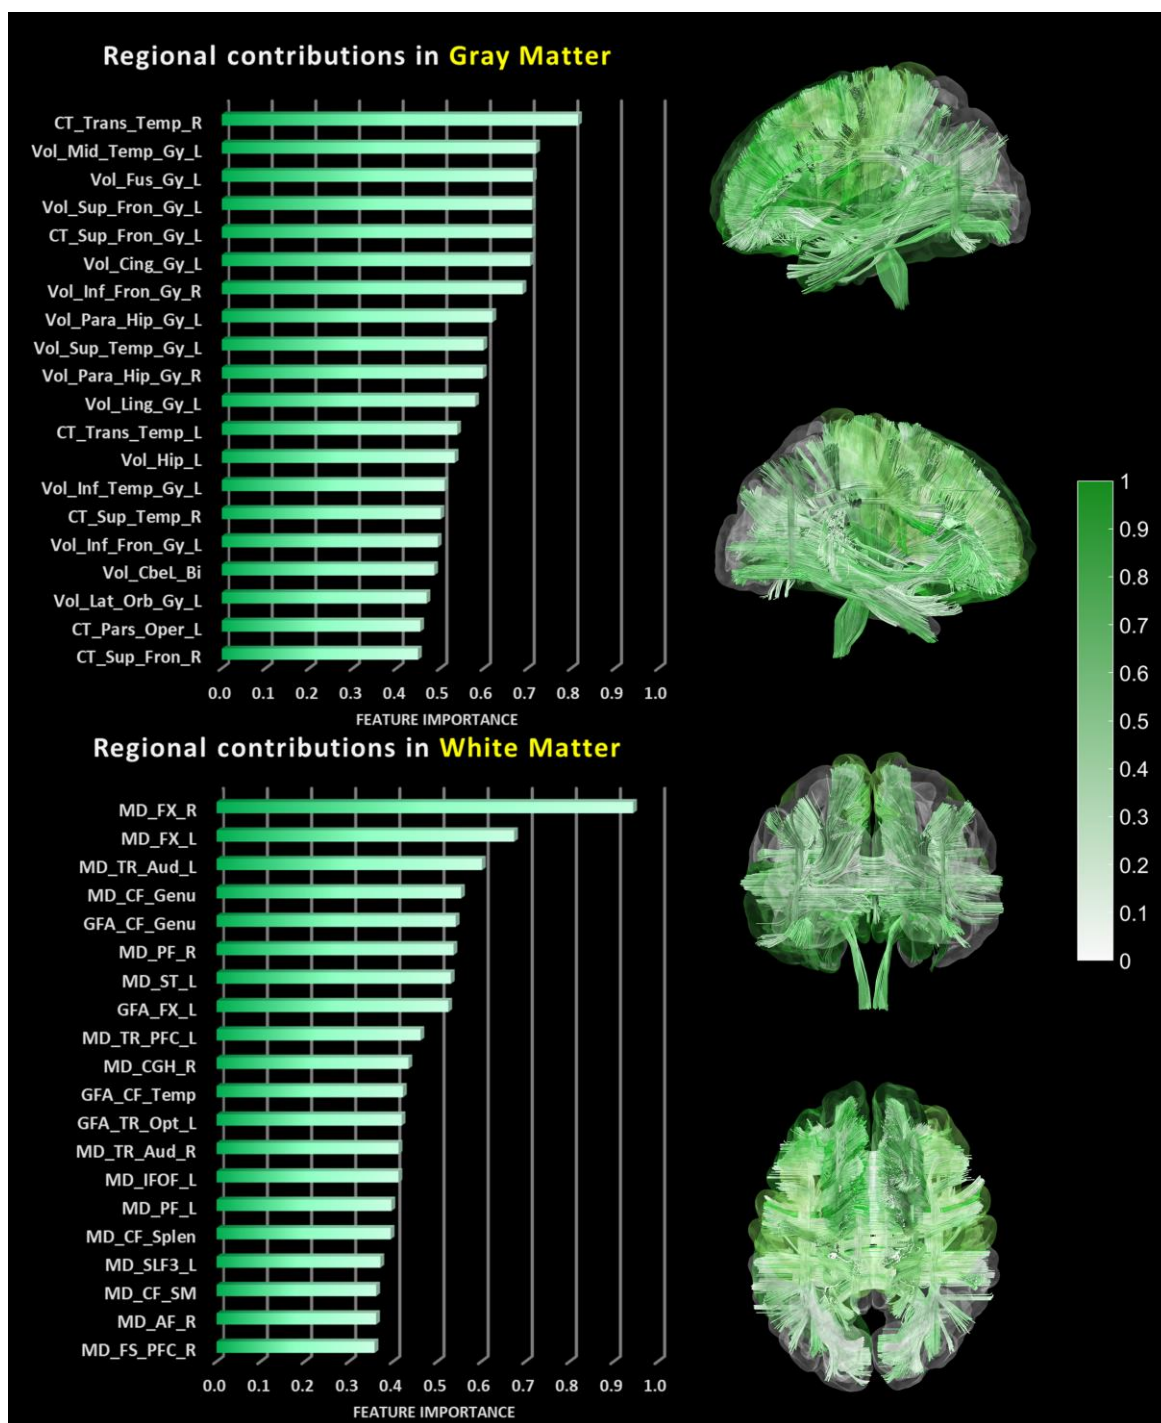 Regional contributions in Gray Matter
CT_Trans_Temp_R
Vol_Mid_Temp_Gy_L
Vol_Fus_Gy_L
Vol_Sup_Fron_Gy_L
CT_Sup_Fron_Gy_L
Vol_Cing_Gy_L
Vol_Inf_Fron_Gy_R
Vol_Para_Hip_Gy_L
Vol_Sup_Temp_Gy_L
Vol_Para_Hip_Gy_R
Vol_Ling_Gy_L
CT_Trans_Temp_L
Vol_Hip_L
Vol_Inf_Temp_Gy_L
CT_Sup_Temp_R
Vol_Inf_Fron_Gy_L
Vol_CbeL_Bi
Vol_Lat_Orb_Gy_L
CT_Pars_Oper_L
CT_Sup_Fron_R
0.0 0.1 0.2 0.3 0.4 0.5 0.6 0.7 0.8 0.9 1.0
FEATURE IMPORTANCE
Regional contributions in White Matter
MD_FX_R
MD_FX_L
MD_TR_Aud_L
MD_CF_Genu
GFA_CF_Genu
MD_PF_R
MD_ST_L
GFA_FX_L
MD_TR_PFC_L
MD_CGH_R
GFA_CF_Temp
GFA_TR_Opt_L
MD_TR_Aud_R
MD_IFOF_L
MD_PF_L
MD_CF_Splen
MD_SLF3_L
MD_CF_SM
MD_AF_R
MD_FS_PFC_R
0.0 0.1 0.2 0.3 0.4 0.5 0.6 0.7 0.8 0.9 1.0
FEATURE IMPORTANCE
1
0.9
0.8
0.7
0.6
0.5
0.4
0.3
0.2
0.1
0